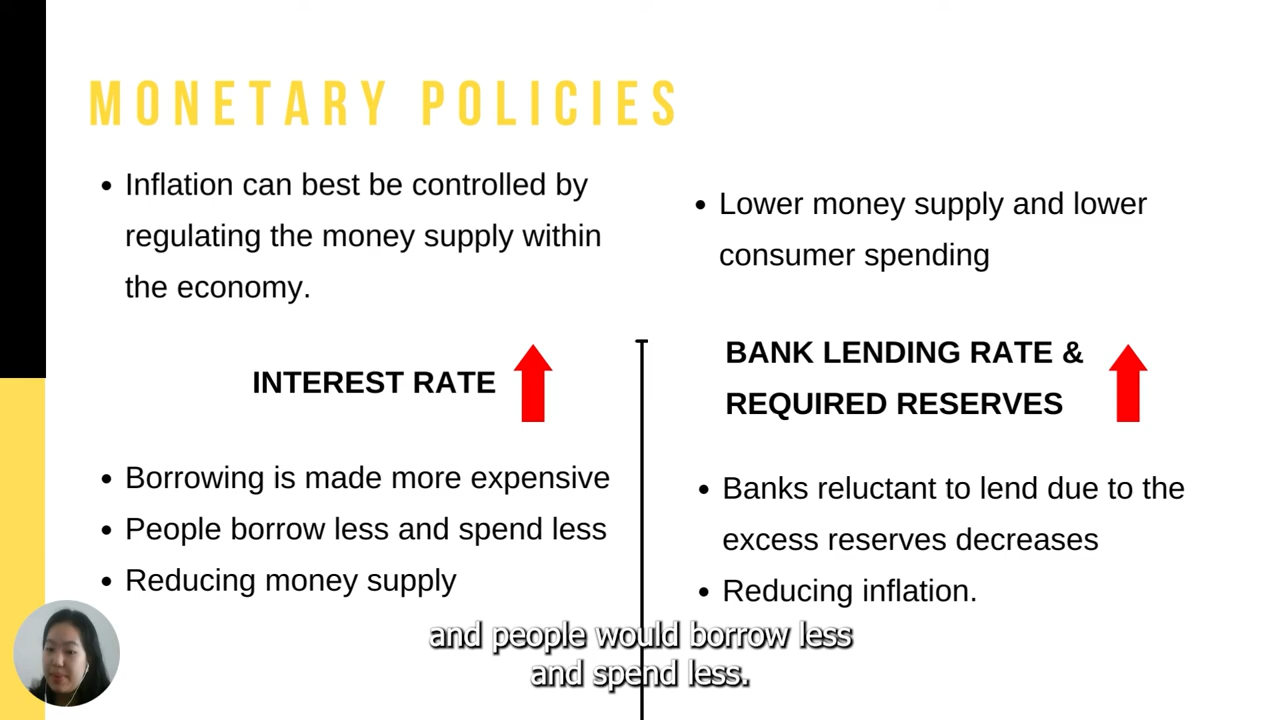 MONETARY POLICIES
• Inflation can best be controlled by
regulating the money supply within
the economy.
• Lower money supply and lower
consumer spending
INTEREST RATE
BANK LENDING RATE &
REQUIRED RESERVES
• Borrowing is made more expensive
• People borrow less and spend less
• Reducing money supply
• Banks reluctant to lend due to the
excess reserves decreases
• Reducing inflation.
and people would borrow less
and spend less.